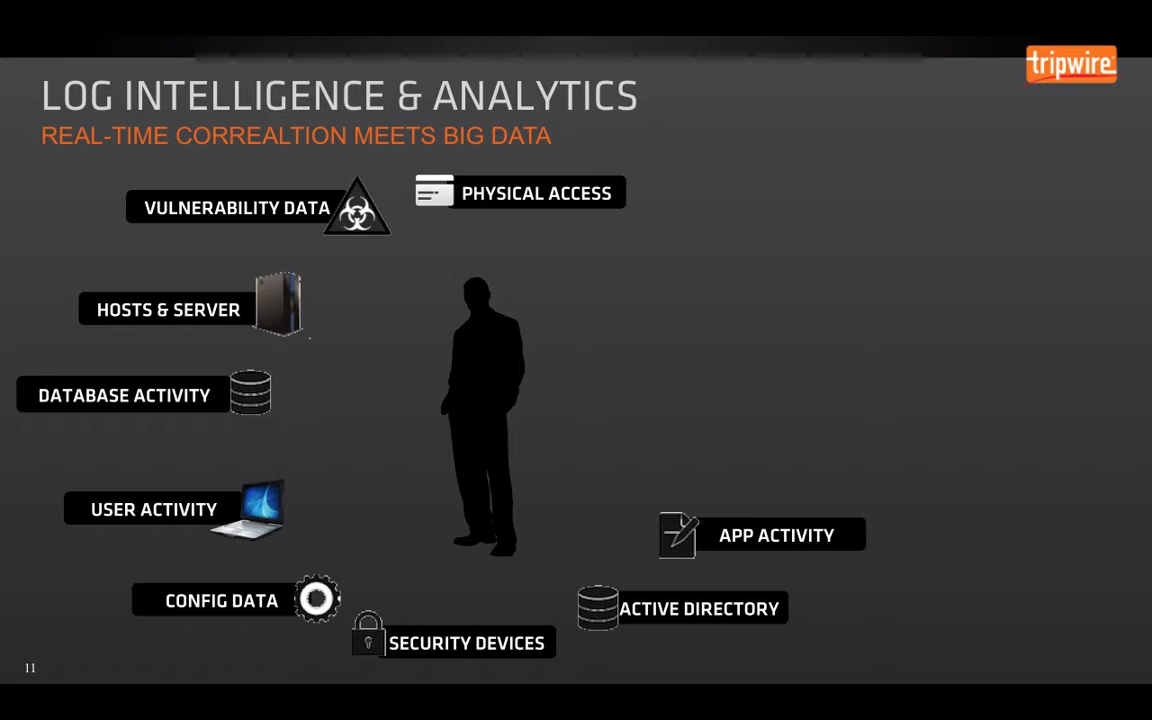 tripwire
LOG INTELLIGENCE & ANALYTICS
REAL-TIME CORREALTION MEETS BIG DATA
VULNERABILITY DATA
PHYSICAL ACCESS
HOSTS & SERVER
DATABASE ACTIVITY
USER ACTIVITY
APP ACTIVITY
CONFIG DATA
ACTIVE DIRECTORY
SECURITY DEVICES
11